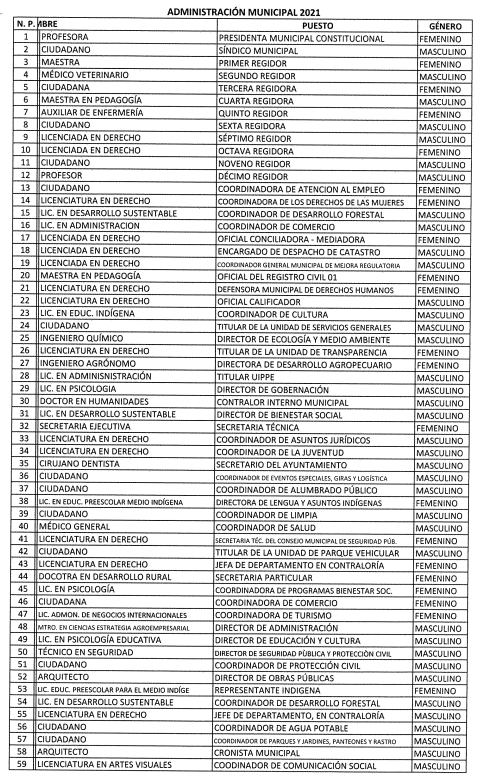 ADMINISTRACIÓN MUNICIPAL 2021
N. P. MBRE PUESTO GÉNERO
1 PROFESORA PRESIDENTA MUNICIPAL CONSTITUCIONAL FEMENINO
2 CIUDADANO SÍNDICO MUNICIPAL MASCULINO
3 MAESTRA PRIMER REGIDOR FEMENINO
4 MÉDICO VETERINARIO SEGUNDO REGIDOR MASCULINO
5 CIUDADANA TERCERA REGIDORA FEMENINO
6 MAESTRA EN PEDAGOGÍA CUARTA REGIDORA MASCULINO
7 AUXILIAR DE ENFERMERÍA QUINTO REGIDOR FEMENINO
8 CIUDADANO SEXTA REGIDORA MASCULINO
9 LICENCIADA EN DERECHO SÉPTIMO REGIDOR MASCULINO
10 LICENCIADA EN DERECHO OCTAVA REGIDORA FEMENINO
11 CIUDADANO NOVENO REGIDOR MASCULINO
12 PROFESOR DÉCIMO REGIDOR MASCULINO
13 CIUDADANO COORDINADORA DE ATENCION AL EMPLEO FEMENINO
14 LICENCIATURA EN DERECHO COORDINADORA DE LOS DERECHOS DE LAS MUJERES FEMENINO
15 LIC. EN DESARROLLO SUSTENTABLE COORDINADOR DE DESARROLLO FORESTAL MASCULINO
16 LIC. EN ADMINISTRACION COORDINADOR DE COMERCIO MASCULINO
17 LICENCIADA EN DERECHO OFICIAL CONCILIADORA - MEDIADORA FEMENINO
18 LICENCIADA EN DERECHO ENCARGADO DE DESPACHO DE CATASTRO MASCULINO
19 LICENCIADA EN DERECHO COORDINADOR GENERAL MUNICIPAL DE MEJORA REGULATORIA MASCULINO
20 MAESTRA EN PEDAGOGÍA OFICIAL DEL REGISTRO CIVIL 01 FEMENINO
21 LICENCIATURA EN DERECHO DEFENSORA MUNICIPAL DE DERECHOS HUMANOS FEMENINO
22 LICENCIATURA EN DERECHO OFICIAL CALIFICADOR MASCULINO
23 LIC. EN EDUC. INDÍGENA COORDINADOR DE CULTURA MASCULINO
24 CIUDADANO TITULAR DE LA UNIDAD DE SERVICIOS GENERALES MASCULINO
25 INGENIERO QUÍMICO DIRECTOR DE ECOLOGÍA Y MEDIO AMBIENTE MASCULINO
26 LICENCIATURA EN DERECHO TITULAR DE LA UNIDAD DE TRANSPARENCIA FEMENINO
27 INGENIERO AGRÓNOMO DIRECTORA DE DESARROLLO AGROPECUARIO FEMENINO
28 LIC. EN ADMINISNISTRACIÓN TITULAR UIPPE MASCULINO
29 LIC. EN PSICOLOGIA DIRECTOR DE GOBERNACIÓN MASCULINO
30 DOCTOR EN HUMANIDADES CONTRALOR INTERNO MUNICIPAL MASCULINO
31 LIC. EN DESARROLLO SUSTENTABLE DIRECTOR DE BIENESTAR SOCIAL MASCULINO
32 SECRETARIA EJECUTIVA SECRETARIA TÉCNICA FEMENINO
33 LICENCIATURA EN DERECHO COORDINADOR DE ASUNTOS JURÍDICOS MASCULINO
34 LICENCIATURA EN DERECHO COORDINADOR DE LA JUVENTUD MASCULINO
35 CIRUJANO DENTISTA SECRETARIO DEL AYUNTAMIENTO MASCULINO
36 CIUDADANO COORDINADOR DE EVENTOS ESPECIALES, GIRAS Y LOGÍSTICA MASCULINO
37 CIUDADANO COORDINADOR DE ALUMBRADO PÚBLICO MASCULINO
38 LIC. EN EDUC. PREESCOLAR MEDIO INDÍGENA DIRECTORA DE LENGUA Y ASUNTOS INDÍGENAS FEMENINO
39 CIUDADANO COORDINADOR DE LIMPIA MASCULINO
40 MÉDICO GENERAL COORDINADOR DE SALUD MASCULINO
41 LICENCIATURA EN DERECHO SECRETARIA TÉC. DEL CONSEJO MUNICIPAL DE SEGURIDAD PÚB. FEMENINO
42 CIUDADANO TITULAR DE LA UNIDAD DE PARQUE VEHICULAR MASCULINO
43 LICENCIATURA EN DERECHO JEFA DE DEPARTAMENTO EN CONTRALORÍA FEMENINO
44 DOCOTRA EN DESARROLLO RURAL SECRETARIA PARTICULAR FEMENINO
45 LIC. EN PSICOLOGÍA COORDINADORA DE PROGRAMAS BIENESTAR SOC. FEMENINO
46 CIUDADANA COORDINADORA DE COMERCIO FEMENINO
47 LIC. ADMON. DE NEGOCIOS INTERNACIONALES COORDINADORA DE TURISMO FEMENINO
48 MTRO. EN CIENCIAS ESTRATEGIA AGROEMPRESARIAL DIRECTOR DE ADMINISTRACIÓN MASCULINO
49 LIC. EN PSICOLOGÍA EDUCATIVA DIRECTOR DE EDUCACIÓN Y CULTURA MASCULINO
50 TÉCNICO EN SEGURIDAD DIRECTOR DE SEGURIDAD PÚBLICA Y PROTECCIÓN CIVIL MASCULINO
51 CIUDADANO COORDINADOR DE PROTECCIÓN CIVIL MASCULINO
52 ARQUITECTO DIRECTOR DE OBRAS PÚBLICAS MASCULINO
53 LIC. EDUC. PREESCOLAR PARA EL MEDIO INDÍGE REPRESENTANTE INDIGENA FEMENINO
54 LIC. EN DESARROLLO SUSTENTABLE COORDINADOR DE DESARROLLO FORESTAL MASCULINO
55 LICENCIATURA EN DERECHO JEFE DE DEPARTAMENTO, EN CONTRALORÍA MASCULINO
56 CIUDADANO COORDINADOR DE AGUA POTABLE MASCULINO
57 CIUDADANO COORDINADOR DE PARQUES Y JARDINES, PANTEONES Y RASTRO MASCULINO
58 ARQUITECTO CRONISTA MUNICIPAL MASCULINO
59 LICENCIATURA EN ARTES VISUALES COODINADOR DE COMUNICACIÓN SOCIAL MASCULINO